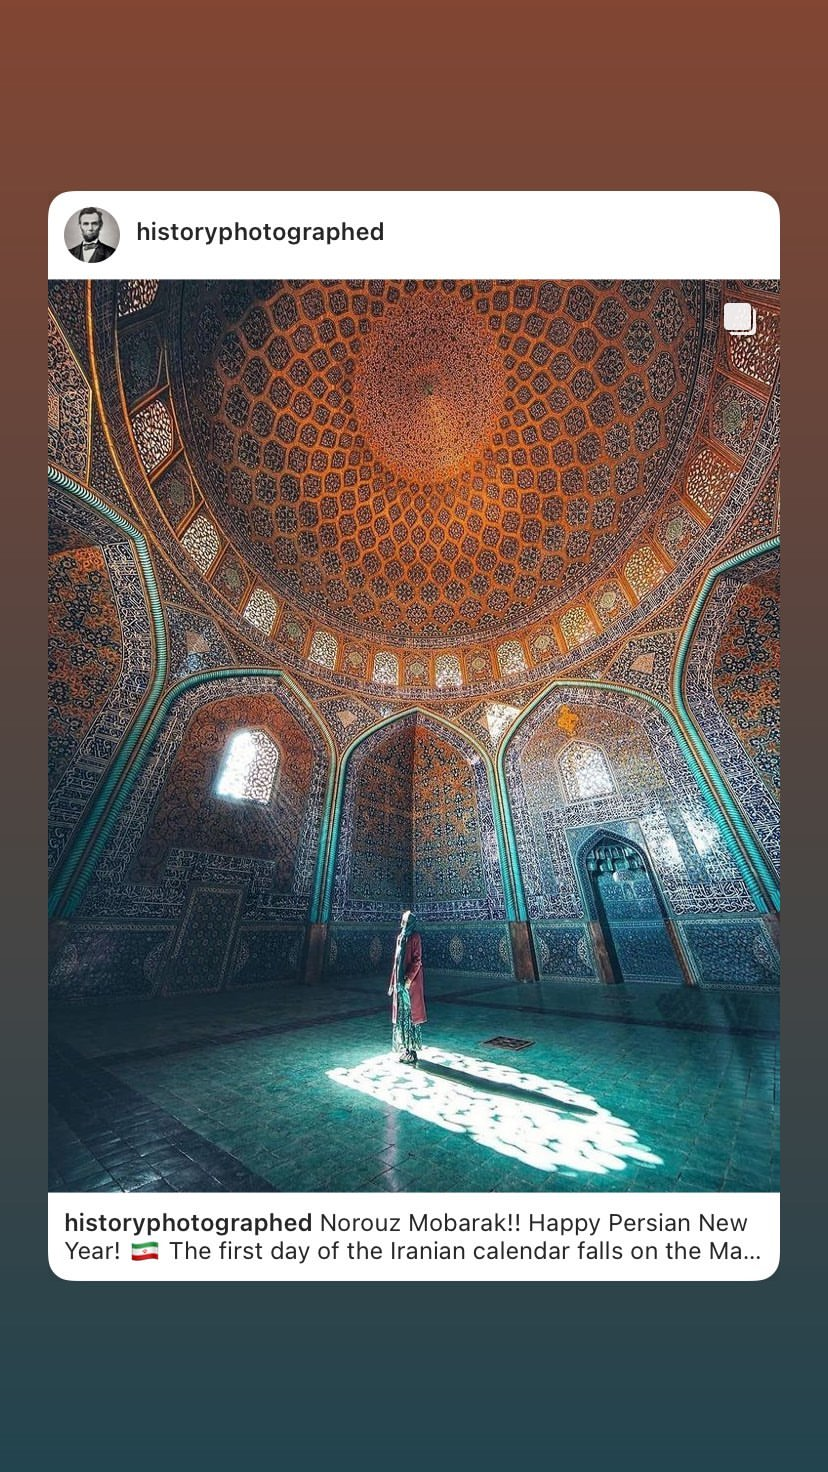 historyphotographed
historyphotographed Norouz Mobarak!! Happy Persian New
Year! 🇮🇷 The first day of the Iranian calendar falls on the Ma...